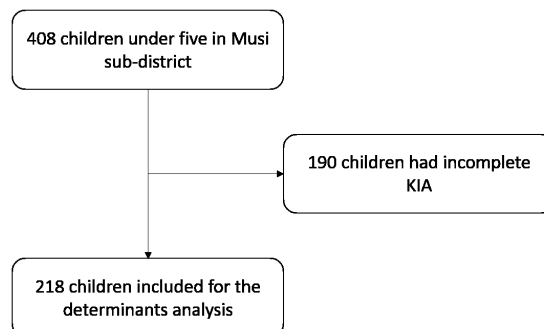 408 children under five in Musi
sub-district
190 children had incomplete
KIA
218 children included for the
determinants analysis